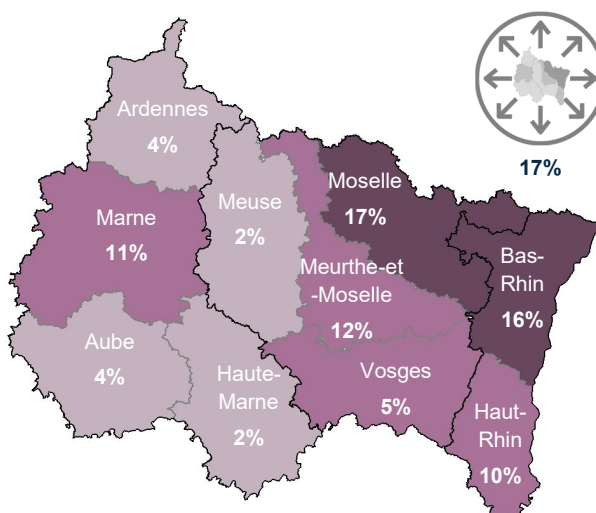 Ardennes
4%
17%
Moselle
17%
Marne
11%
Meuse
2%
Meurthe-et
-Moselle
12%
Bas-
Rhin
16%
Aube
4%
Haute-
Marne
2%
Vosges
5%
Haut-
Rhin
10%